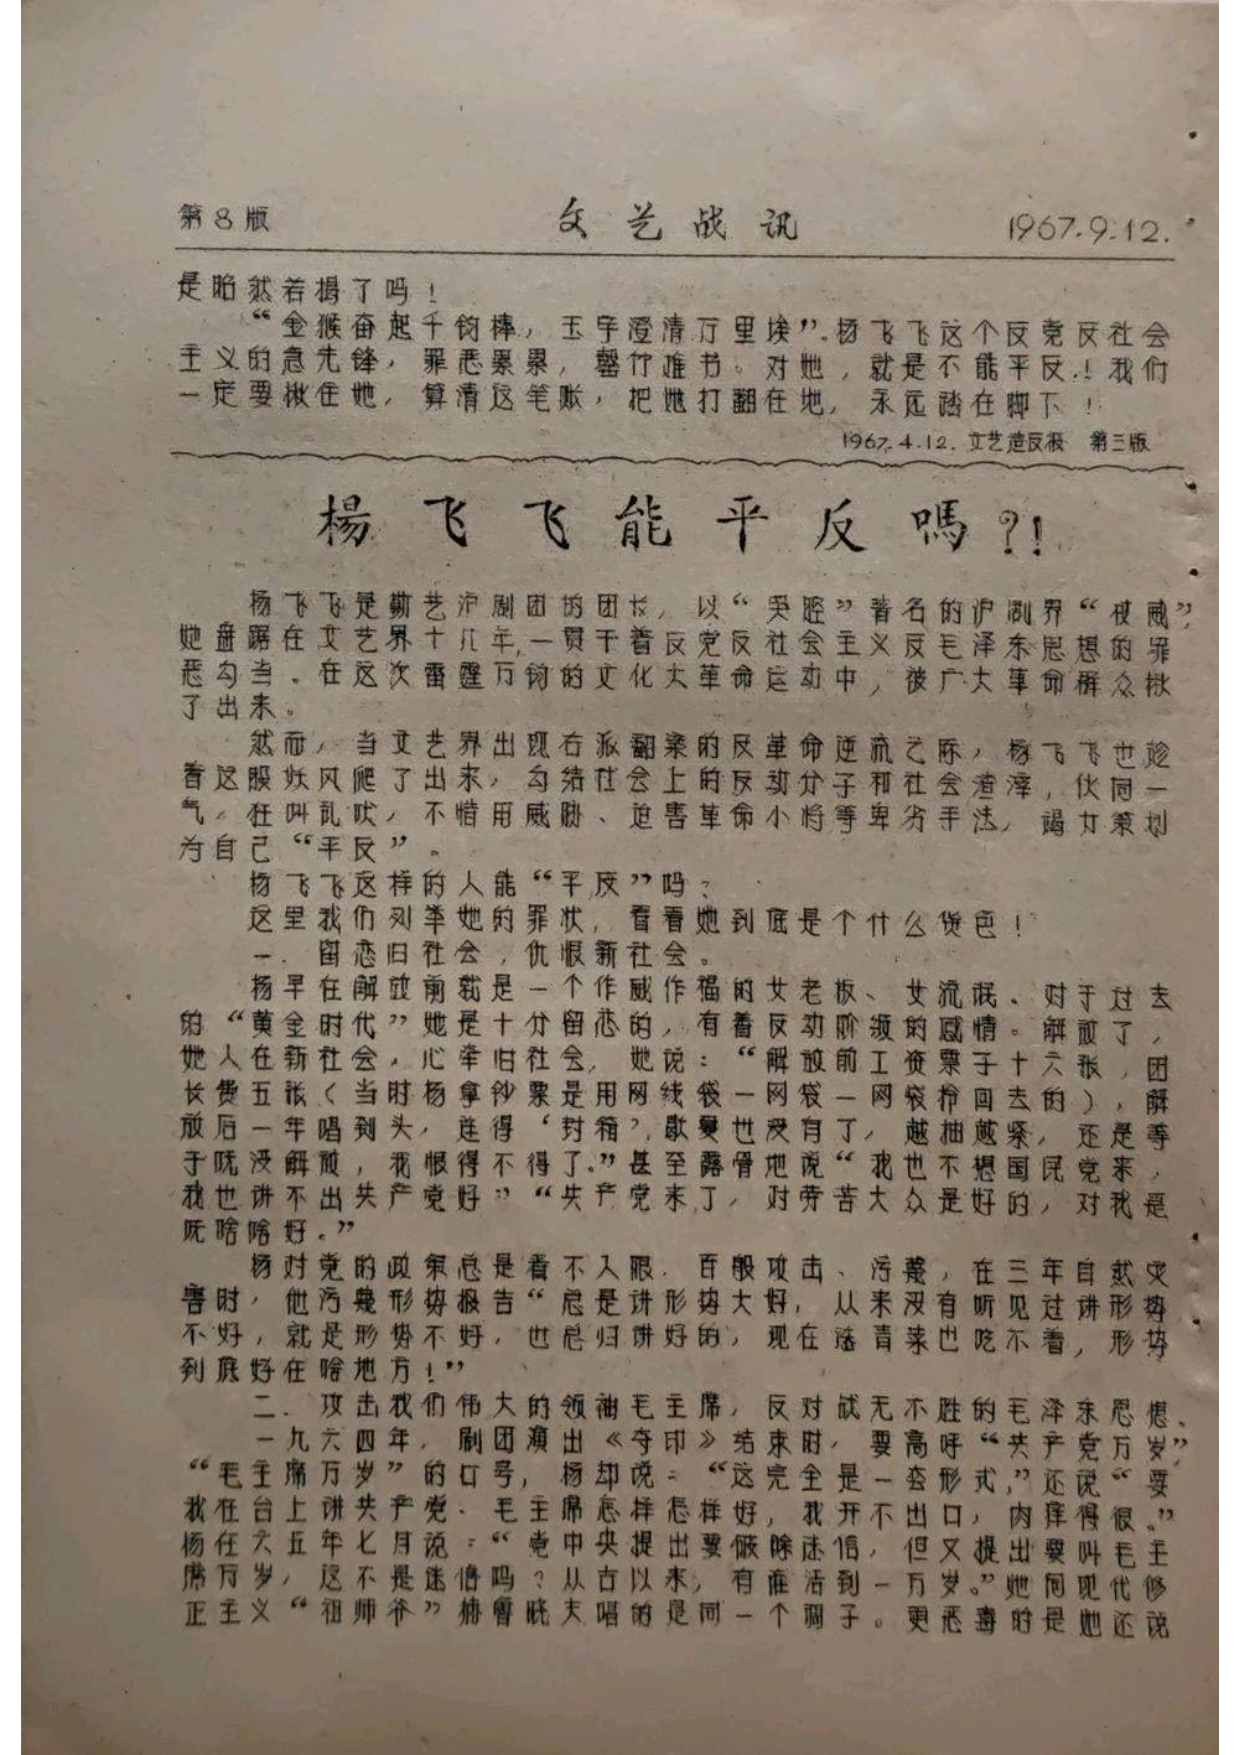 第8版 文艺战讯 1967.9.12.
是昭然若揭了吗!
“金猴奋起千钧棒,玉宇澄清万里埃”。杨飞飞这个反党反社会
主义的急先锋,罪恶累累,罄竹难书。对她,就是不能平反!我们
一定要揪住她,算清这笔账,把她打翻在地,永远踏在脚下!
1967.4.12.文艺造反报 第三版
楊飞飞能平反嗎?!
杨飞飞是勤艺沪剧团的团长,以“哭腔”著名的沪剧界“权威”,
她盘踞在文艺界十几年,一贯干着反党反社会主义反毛泽东思想的罪
恶勾当。在这次雷霆万钧的文化大革命运动中,被广大革命群众揪
了出来。
然而,当文艺界出现右派翻案的反革命逆流之际,杨飞飞也趁
着这股妖风爬了出来,勾结社会上的反动分子和社会渣滓,伙同一
气,狂叫乱吠,不惜用威胁、迫害革命小将等卑劣手法,竭力策划
为自己“平反”。
杨飞飞这样的人能“平反”吗?
这里我们列举她的罪状,看看她到底是个什么货色!
一.留恋旧社会,仇恨新社会。
杨早在解放前就是一个作威作福的女老板、女流氓、对于过去
的“黄金时代”她是十分留恋的,有着反动阶级的感情。解放了,
她人在新社会,心牵旧社会,她说:“解放前工资票子十六张,团
长费五张(当时杨拿钞票是用网线袋一网袋一网袋拎回去的),解
放后一年唱到头,连得‘封箱’,歇夏也没有了,越抽越紧,还是等
于呒没解放,我恨得不得了。”甚至露骨地说“我也不想国民党来,
我也讲不出共产党好”“共产党来了,对劳苦大众是好的,对我是
呒啥啥好。”
杨对党的政策总是看不入眼.百般攻击、污蔑,在三年自然灾
害时,他污蔑形势报告“总是讲形势大好,从来没有听见过讲形势
不好,就是形势不好,也总归讲好的,现在连青菜也吃不着,形势
到底好在啥地方!”
二.攻击我们伟大的领袖毛主席,反对战无不胜的毛泽东思想.
一九六四年,剧团演出《夺印》结束时,要高呼“共产党万岁”,
“毛主席万岁”的口号,杨却说:“这完全是一套形式,”还说“要
我在台上讲共产党、毛主席怎样怎样好,我开不出口,肉痒得很。”
杨在六五年七月说:“党中央提出要破除迷信,但又提出要叫毛主
席万岁,这不是迷信吗?从古以来,有谁活到一万岁。”她同现代修
正主义“祖师爷”赫鲁晓夫唱的是同一个调子。更恶毒时是她还说